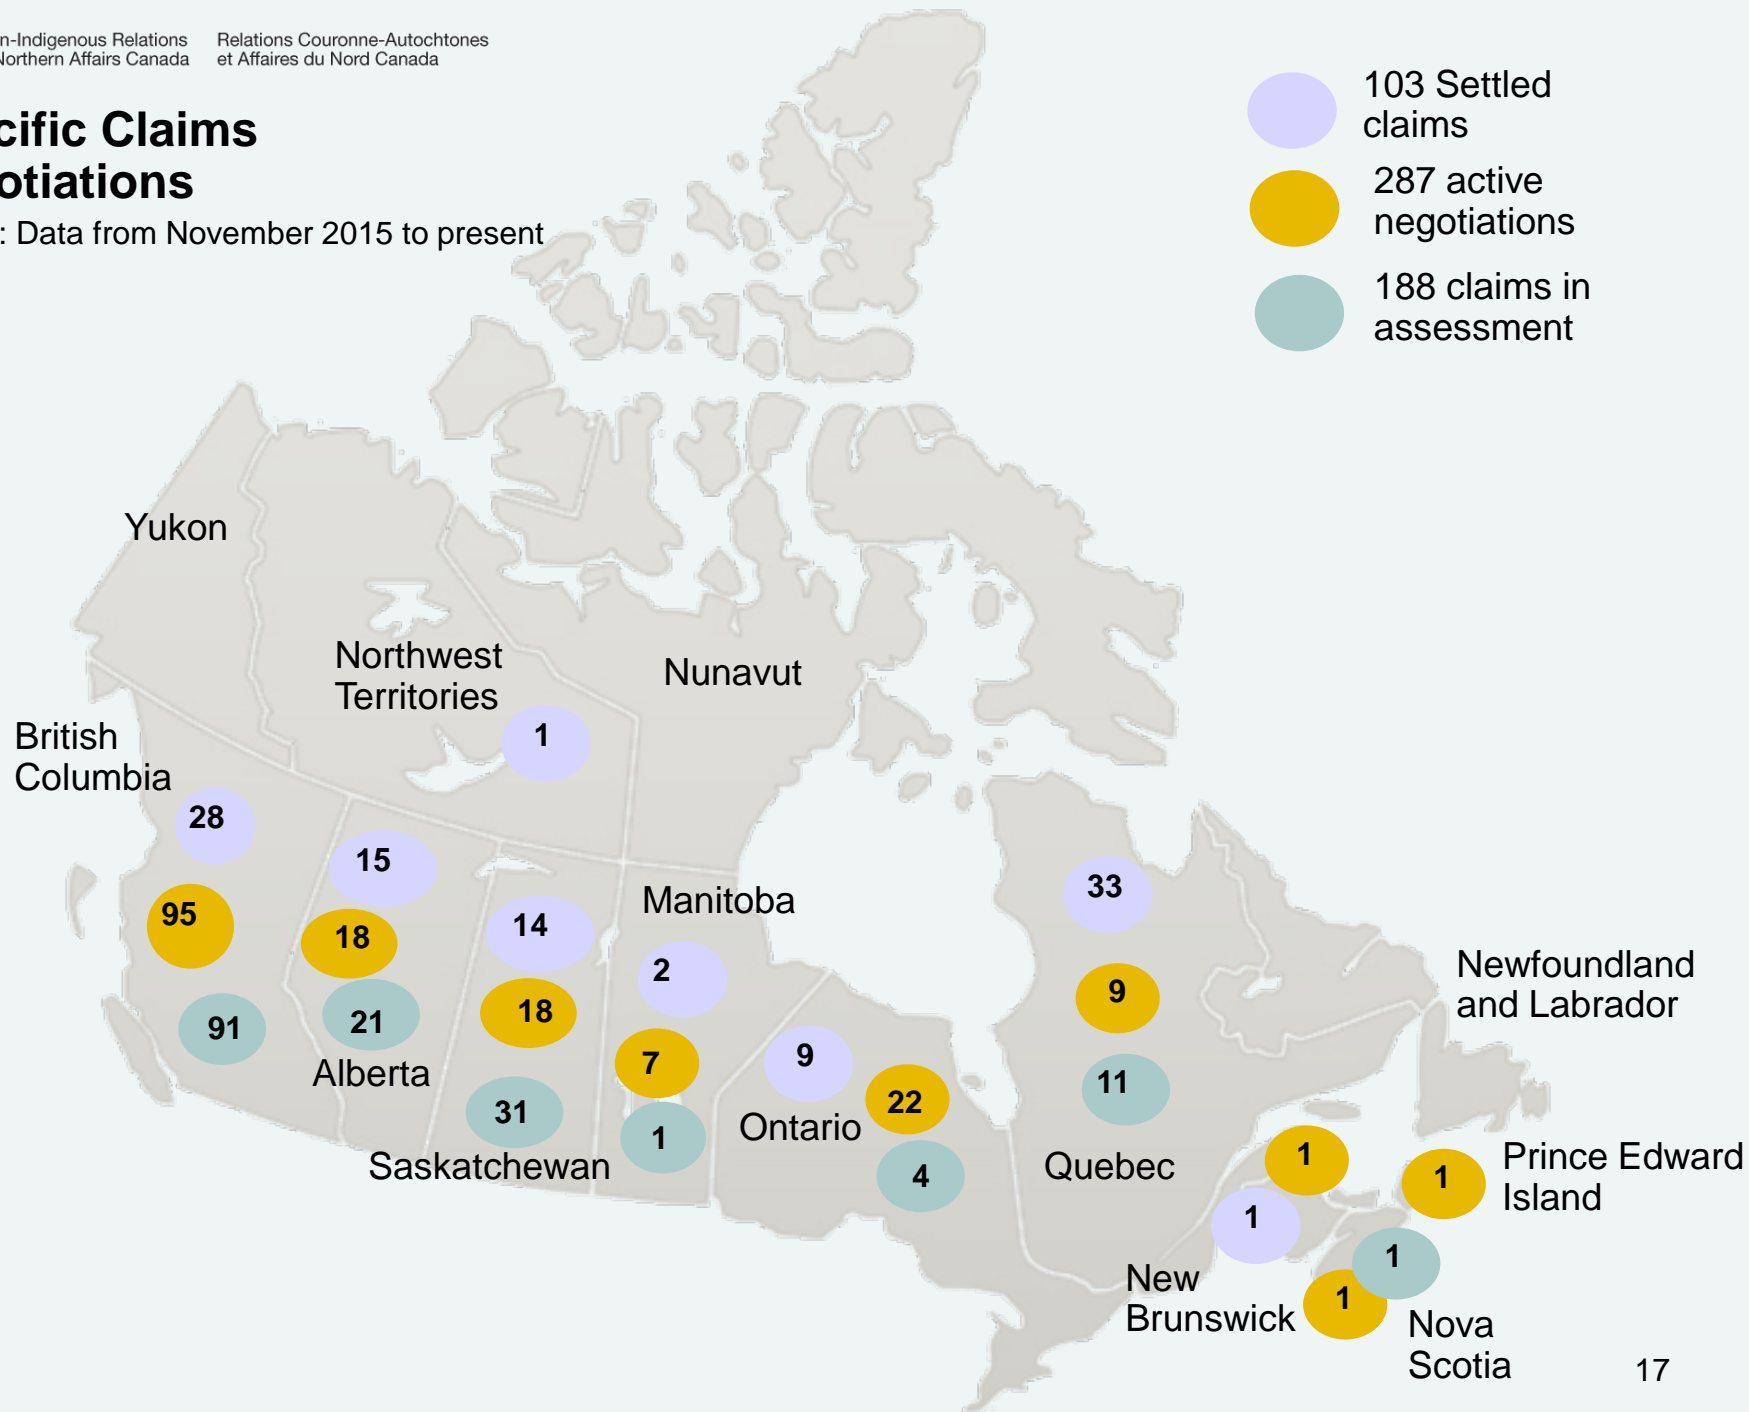 n-Indigenous Relations
Northern Affairs Canada
Relations Couronne-Autochtones
et Affaires du Nord Canada
cific Claims
otiations
: Data from November 2015 to present
103 Settled
claims
287 active
negotiations
188 claims in
assessment
Yukon
Northwest
Territories
1
Nunavut
British
Columbia
28
95
91
15
18
21
Alberta
14
18
31
Saskatchewan
Manitoba
2
7
1
9
22
Ontario
4
33
9
11
Quebec
Newfoundland
and Labrador
1
1
New
Brunswick
1
Prince Edward
Island
1
1
Nova
Scotia
17